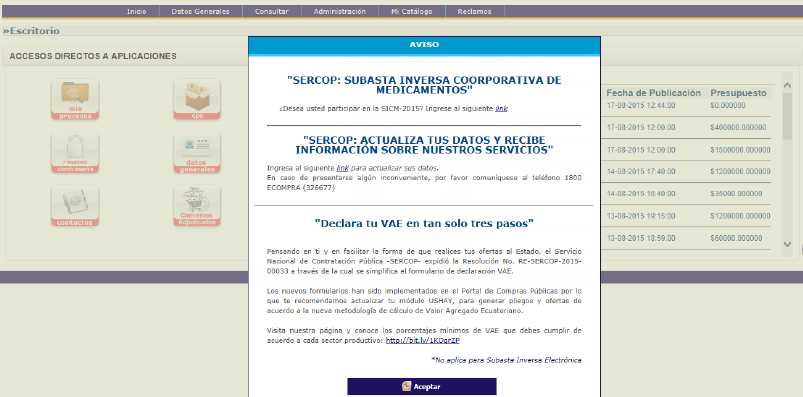 Inicio Datos Generales Consultar Administración Mi Catálogo Reclamos
»Escritorio
ACCESOS DIRECTOS A APLICACIONES
mis
procesos
cpc
resetea
contraseña
datos
generales
contactos
Convenios
Adjudicados
AVISO
"SERCOP: SUBASTA INVERSA COORPORATIVA DE
MEDICAMENTOS"
¿Desea usted participar en la SICM-2015? Ingrese al siguiente link
"SERCOP: ACTUALIZA TUS DATOS Y RECIBE
INFORMACIÓN SOBRE NUESTROS SERVICIOS"
Ingresa al siguiente link para actualizar sus datos.
En caso de presentarse algún inconveniente, por favor comuníquese al teléfono 1800
ECOMPRA (326677)
"Declara tu VAE en tan solo tres pasos"
Pensando en ti y en facilitar la forma de que realices tus ofertas al Estado, el Servicio
Nacional de Contratación Pública -SERCOP- expidió la Resolución No. RE-SERCOP-2015-
00033 a través de la cual se simplifica el formulario de declaración VAE.
Los nuevos formularios han sido implementados en el Portal de Compras Públicas por lo
que te recomendamos actualizar tu módulo USHAY, para generar pliegos y ofertas de
acuerdo a la nueva metodología de cálculo de Valor Agregado Ecuatoriano.
Visita nuestra página y conoce los porcentajes mínimos de VAE que debes cumplir de
acuerdo a cada sector productivo: http://bit.ly/1KOqrZP
*No aplica para Subasta Inversa Electrónica
Aceptar
Fecha de Publicación Presupuesto
17-08-2015 12:44:00 $0.000000
17-08-2015 12:00:00 $400000.000000
17-08-2015 12:00:00 $1500000.000000
14-08-2015 17:40:00 $1200000.000000
14-08-2015 16:40:00 $35000.000000
13-08-2015 19:15:00 $1200000.000000
13-08-2015 18:59:00 $60000.000000